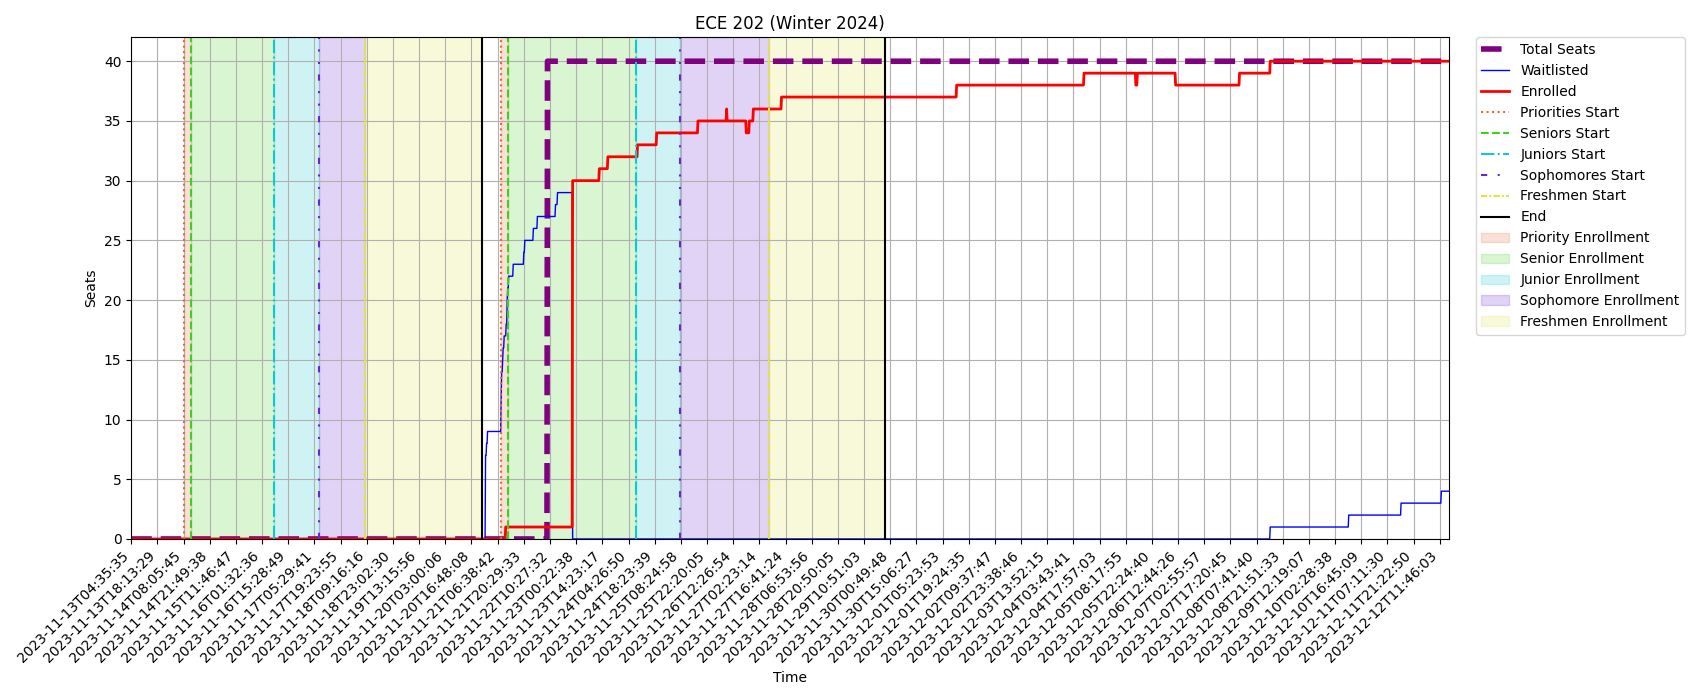 ECE 202 (Winter 2024)
Seats
40
35
30
25
20
15
10
5
0
2023-11-13T04:35:35
2023-11-13T18:13:29
2023-11-14T08:05:45
2023-11-14T21:49:38
2023-11-15T11:46:47
2023-11-16T01:32:36
2023-11-16T15:28:49
2023-11-17T05:29:41
2023-11-17T19:23:55
2023-11-18T09:16:16
2023-11-18T23:02:30
2023-11-19T13:15:56
2023-11-20T03:00:06
2023-11-20T16:48:09
2023-11-21T06:38:42
2023-11-21T20:29:33
2023-11-22T10:27:32
2023-11-23T00:22:38
2023-11-23T14:23:17
2023-11-24T04:26:50
2023-11-24T18:23:39
2023-11-25T08:24:58
2023-11-25T22:20:05
2023-11-26T12:26:54
2023-11-27T02:23:14
2023-11-27T16:41:24
2023-11-28T06:53:56
2023-11-28T20:50:05
2023-11-29T10:51:03
2023-11-30T00:49:48
2023-11-30T15:06:27
2023-12-01T05:23:53
2023-12-01T19:24:35
2023-12-02T09:37:47
2023-12-02T23:38:46
2023-12-03T13:52:15
2023-12-04T03:43:41
2023-12-04T17:57:03
2023-12-05T08:17:55
2023-12-05T22:24:40
2023-12-06T12:44:26
2023-12-07T02:55:57
2023-12-07T17:20:45
2023-12-08T07:41:40
2023-12-08T21:51:33
2023-12-09T12:19:07
2023-12-10T02:28:38
2023-12-10T16:45:09
2023-12-11T07:11:30
2023-12-11T21:22:50
2023-12-12T11:46:03
Time
Total Seats
Waitlisted
Enrolled
Priorities Start
Seniors Start
Juniors Start
Sophomores Start
Freshmen Start
End
Priority Enrollment
Senior Enrollment
Junior Enrollment
Sophomore Enrollment
Freshmen Enrollment